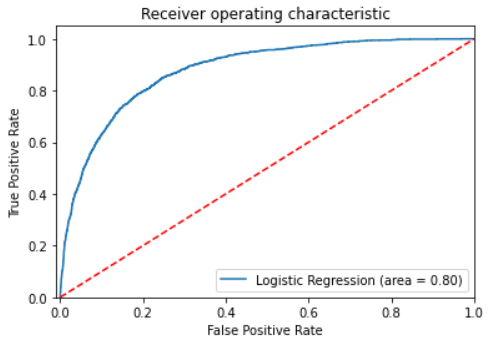 Receiver operating characteristic
True Positive Rate
1.0
0.8
0.6
0.4
0.2
0.0
Logistic Regression (area = 0.80)
0.0 0.2 0.4 0.6 0.8 1.0
False Positive Rate